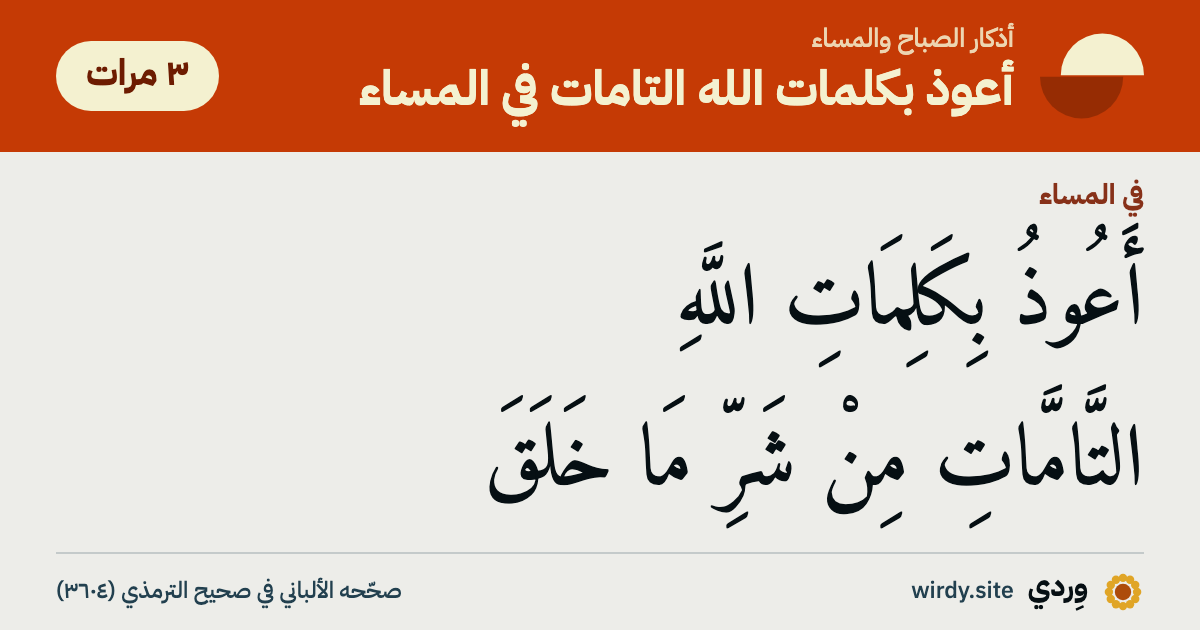 أذكار الصباح والمساء
أعوذ بكلمات الله التامات في المساء
٣ مرات
في المساء
أَعُوذُ بِكَلِمَاتِ اللَّهِ
التَّامَّاتِ مِنْ شَرِّ مَا خَلَقَ
وِردي wirdy.site
صحّحه الألباني في صحيح الترمذي (٣٦٠٤)